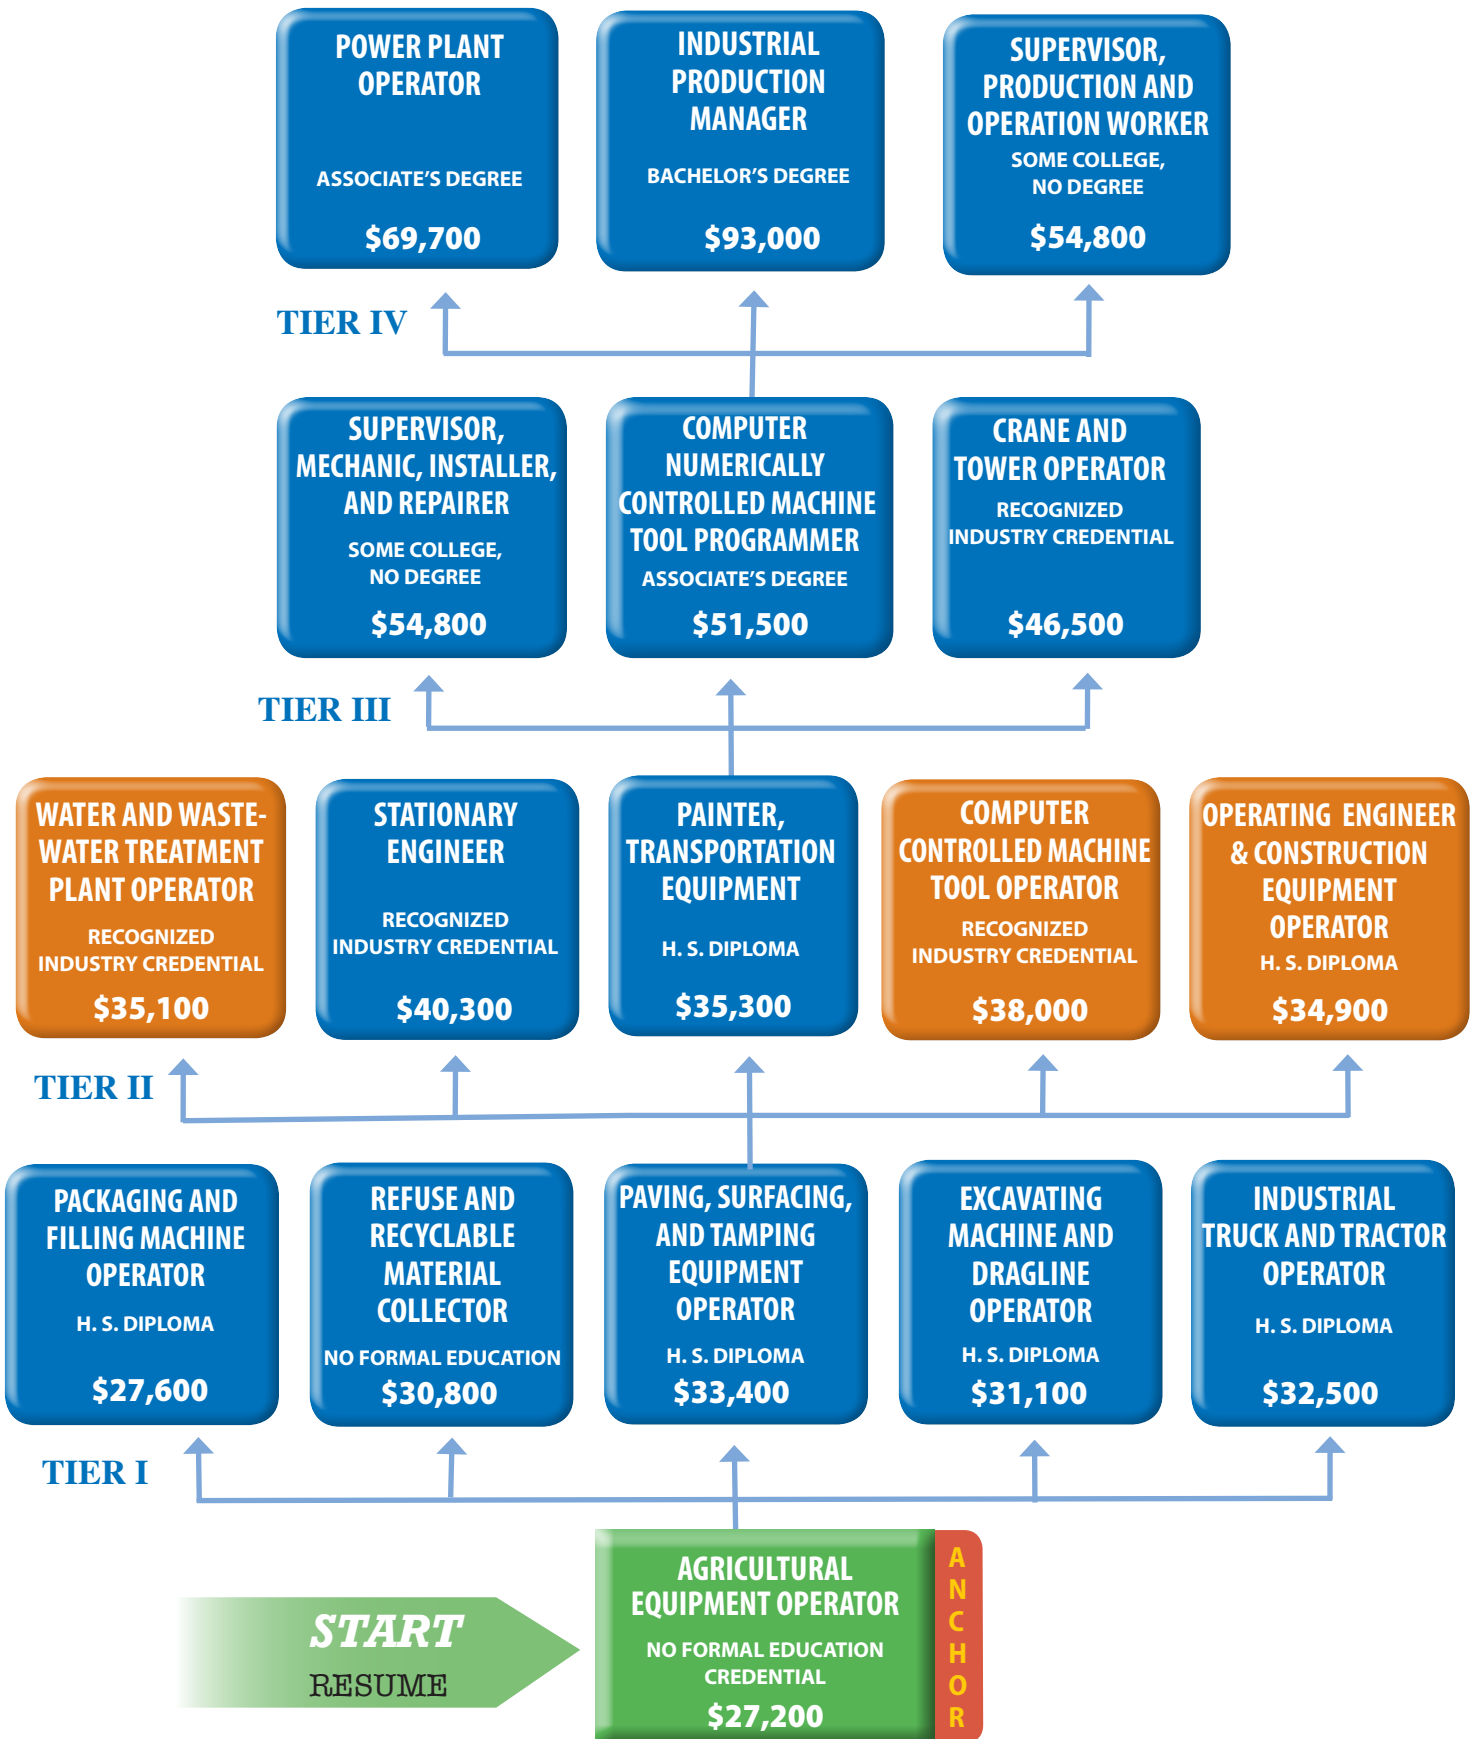 POWER PLANT
OPERATOR
ASSOCIATE'S DEGREE
$69,700
INDUSTRIAL
PRODUCTION
MANAGER
BACHELOR'S DEGREE
$93,000
SUPERVISOR,
PRODUCTION AND
OPERATION WORKER
SOME COLLEGE,
NO DEGREE
$54,800
TIER IV
SUPERVISOR,
MECHANIC, INSTALLER,
AND REPAIRER
SOME COLLEGE,
NO DEGREE
$54,800
COMPUTER
NUMERICALLY
CONTROLLED MACHINE
TOOL PROGRAMMER
ASSOCIATE'S DEGREE
$51,500
CRANE AND
TOWER OPERATOR
RECOGNIZED
INDUSTRY CREDENTIAL
$46,500
TIER III
WATER AND WASTE-
WATER TREATMENT
PLANT OPERATOR
RECOGNIZED
INDUSTRY CREDENTIAL
$35,100
STATIONARY
ENGINEER
RECOGNIZED
INDUSTRY CREDENTIAL
$40,300
PAINTER,
TRANSPORTATION
EQUIPMENT
H. S. DIPLOMA
$35,300
COMPUTER
CONTROLLED MACHINE
TOOL OPERATOR
RECOGNIZED
INDUSTRY CREDENTIAL
$38,000
OPERATING ENGINEER
& CONSTRUCTION
EQUIPMENT
OPERATOR
H. S. DIPLOMA
$34,900
TIER II
PACKAGING AND
FILLING MACHINE
OPERATOR
H. S. DIPLOMA
$27,600
REFUSE AND
RECYCLABLE
MATERIAL
COLLECTOR
NO FORMAL EDUCATION
$30,800
PAVING, SURFACING,
AND TAMPING
EQUIPMENT
OPERATOR
H. S. DIPLOMA
$33,400
EXCAVATING
MACHINE AND
DRAGLINE
OPERATOR
H. S. DIPLOMA
$31,100
INDUSTRIAL
TRUCK AND TRACTOR
OPERATOR
H. S. DIPLOMA
$32,500
TIER I
START
RESUME
AGRICULTURAL
EQUIPMENT OPERATOR
NO FORMAL EDUCATION
CREDENTIAL
$27,200
ANCHOR